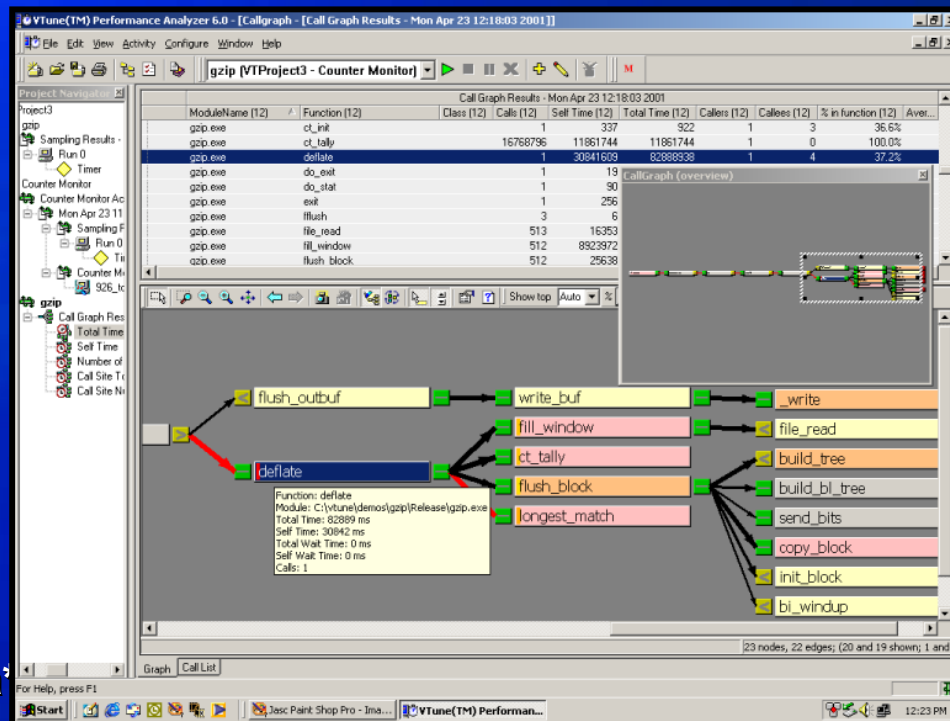 VTune(TM) Performance Analyzer 6.0 - [Callgraph - [Call Graph Results - Mon Apr 23 12:18:03 2001]]
File Edit View Activity Configure Window Help
gzip (VTProject3 - Counter Monitor)
M
Project Navigator
Project3
gzip
Sampling Results -
Run 0
Timer
Counter Monitor
Counter Monitor Ac
Mon Apr 23 11
Sampling R
Run 0
Ti
Counter Mo
926_to
gzip
Call Graph Res
Total Time
Self Time
Number of
Call Site To
Call Site Nu
Call Graph Results - Mon Apr 23 12:18:03 2001
ModuleName (12) Function (12) Class (12) Calls (12) Self Time (12) Total Time (12) Callers (12) Callees (12) % in function (12) Aver...
gzip.exe ct_init 1 337 922 1 3 36.6%
gzip.exe ct_tally 16768796 11861744 11861744 1 0 100.0%
gzip.exe deflate 1 30841609 82888938 1 4 37.2%
gzip.exe do_exit 1 19
gzip.exe do_stat 1 90
gzip.exe exit 1 256
gzip.exe fflush 3 6
gzip.exe file_read 513 16353
gzip.exe fill_window 512 8923972
gzip.exe flush_block 512 25638
CallGraph (overview)
Show top Auto %
flush_outbuf write_buf _write
fill_window file_read
ct_tally build_tree
deflate
flush_block build_bl_tree
longest_match send_bits
copy_block
init_block
bi_windup
Function: deflate
Module: C:\vtune\demos\gzip\Release\gzip.exe
Total Time: 82889 ms
Self Time: 30842 ms
Total Wait Time: 0 ms
Self Wait Time: 0 ms
Calls: 1
23 nodes, 22 edges; (20 and 19 shown; 1 and
Graph Call List
For Help, press F1
Start Jasc Paint Shop Pro - Ima... VTune(TM) Performan... 12:23 PM